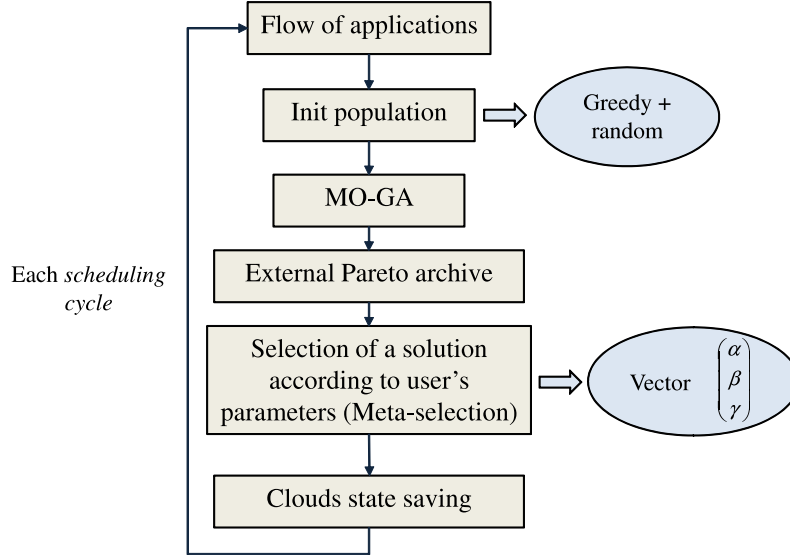 Flow of applications
Init population
Greedy +
random
MO-GA
External Pareto archive
Each scheduling
cycle
Selection of a solution
according to user's
parameters (Meta-selection)
Vector
α
β
γ
Clouds state saving